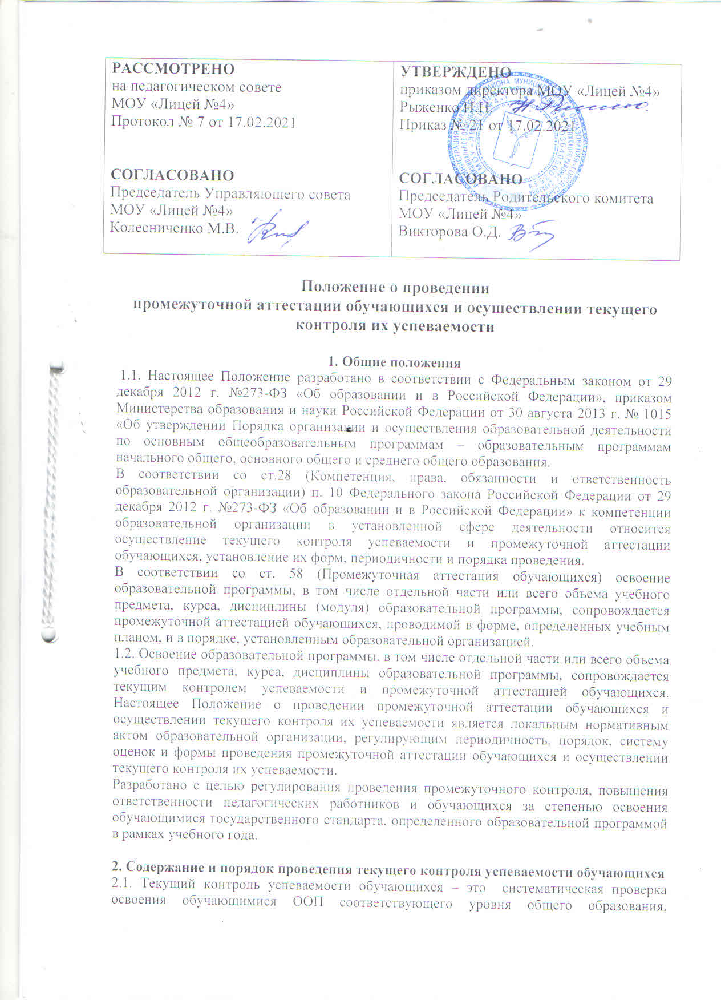 РАССМОТРЕНО
на педагогическом совете
МОУ «Лицей №4»
Протокол № 7 от 17.02.2021
СОГЛАСОВАНО
Председатель Управляющего совета
МОУ «Лицей №4»
Колесниченко М.В.
УТВЕРЖДЕНО
приказом директора МОУ «Лицей №4»
Рыженко Н.Н.
Приказ № 21 от 17.02.2021
СОГЛАСОВАНО
Председатель Родительского комитета
МОУ «Лицей №4»
Викторова О.Д.
Положение о проведении
промежуточной аттестации обучающихся и осуществлении текущего
контроля их успеваемости
1. Общие положения
1.1. Настоящее Положение разработано в соответствии с Федеральным законом от 29
декабря 2012 г. №273-ФЗ «Об образовании и в Российской Федерации», приказом
Министерства образования и науки Российской Федерации от 30 августа 2013 г. № 1015
«Об утверждении Порядка организации и осуществления образовательной деятельности
по основным общеобразовательным программам – образовательным программам
начального общего, основного общего и среднего общего образования.
В соответствии со ст.28 (Компетенция, права, обязанности и ответственность
образовательной организации) п. 10 Федерального закона Российской Федерации от 29
декабря 2012 г. №273-ФЗ «Об образовании и в Российской Федерации» к компетенции
образовательной организации в установленной сфере деятельности относится
осуществление текущего контроля успеваемости и промежуточной аттестации
обучающихся, установление их форм, периодичности и порядка проведения.
В соответствии со ст. 58 (Промежуточная аттестация обучающихся) освоение
образовательной программы, в том числе отдельной части или всего объема учебного
предмета, курса, дисциплины (модуля) образовательной программы, сопровождается
промежуточной аттестацией обучающихся, проводимой в форме, определенных учебным
планом, и в порядке, установленным образовательной организацией.
1.2. Освоение образовательной программы, в том числе отдельной части или всего объема
учебного предмета, курса, дисциплины образовательной программы, сопровождается
текущим контролем успеваемости и промежуточной аттестацией обучающихся.
Настоящее Положение о проведении промежуточной аттестации обучающихся и
осуществлении текущего контроля их успеваемости является локальным нормативным
актом образовательной организации, регулирующим периодичность, порядок, систему
оценок и формы проведения промежуточной аттестации обучающихся и осуществлении
текущего контроля их успеваемости.
Разработано с целью регулирования проведения промежуточного контроля, повышения
ответственности педагогических работников и обучающихся за степенью освоения
обучающимися государственного стандарта, определенного образовательной программой
в рамках учебного года.
2. Содержание и порядок проведения текущего контроля успеваемости обучающихся
2.1. Текущий контроль успеваемости обучающихся – это систематическая проверка
освоения обучающимися ООП соответствующего уровня общего образования,